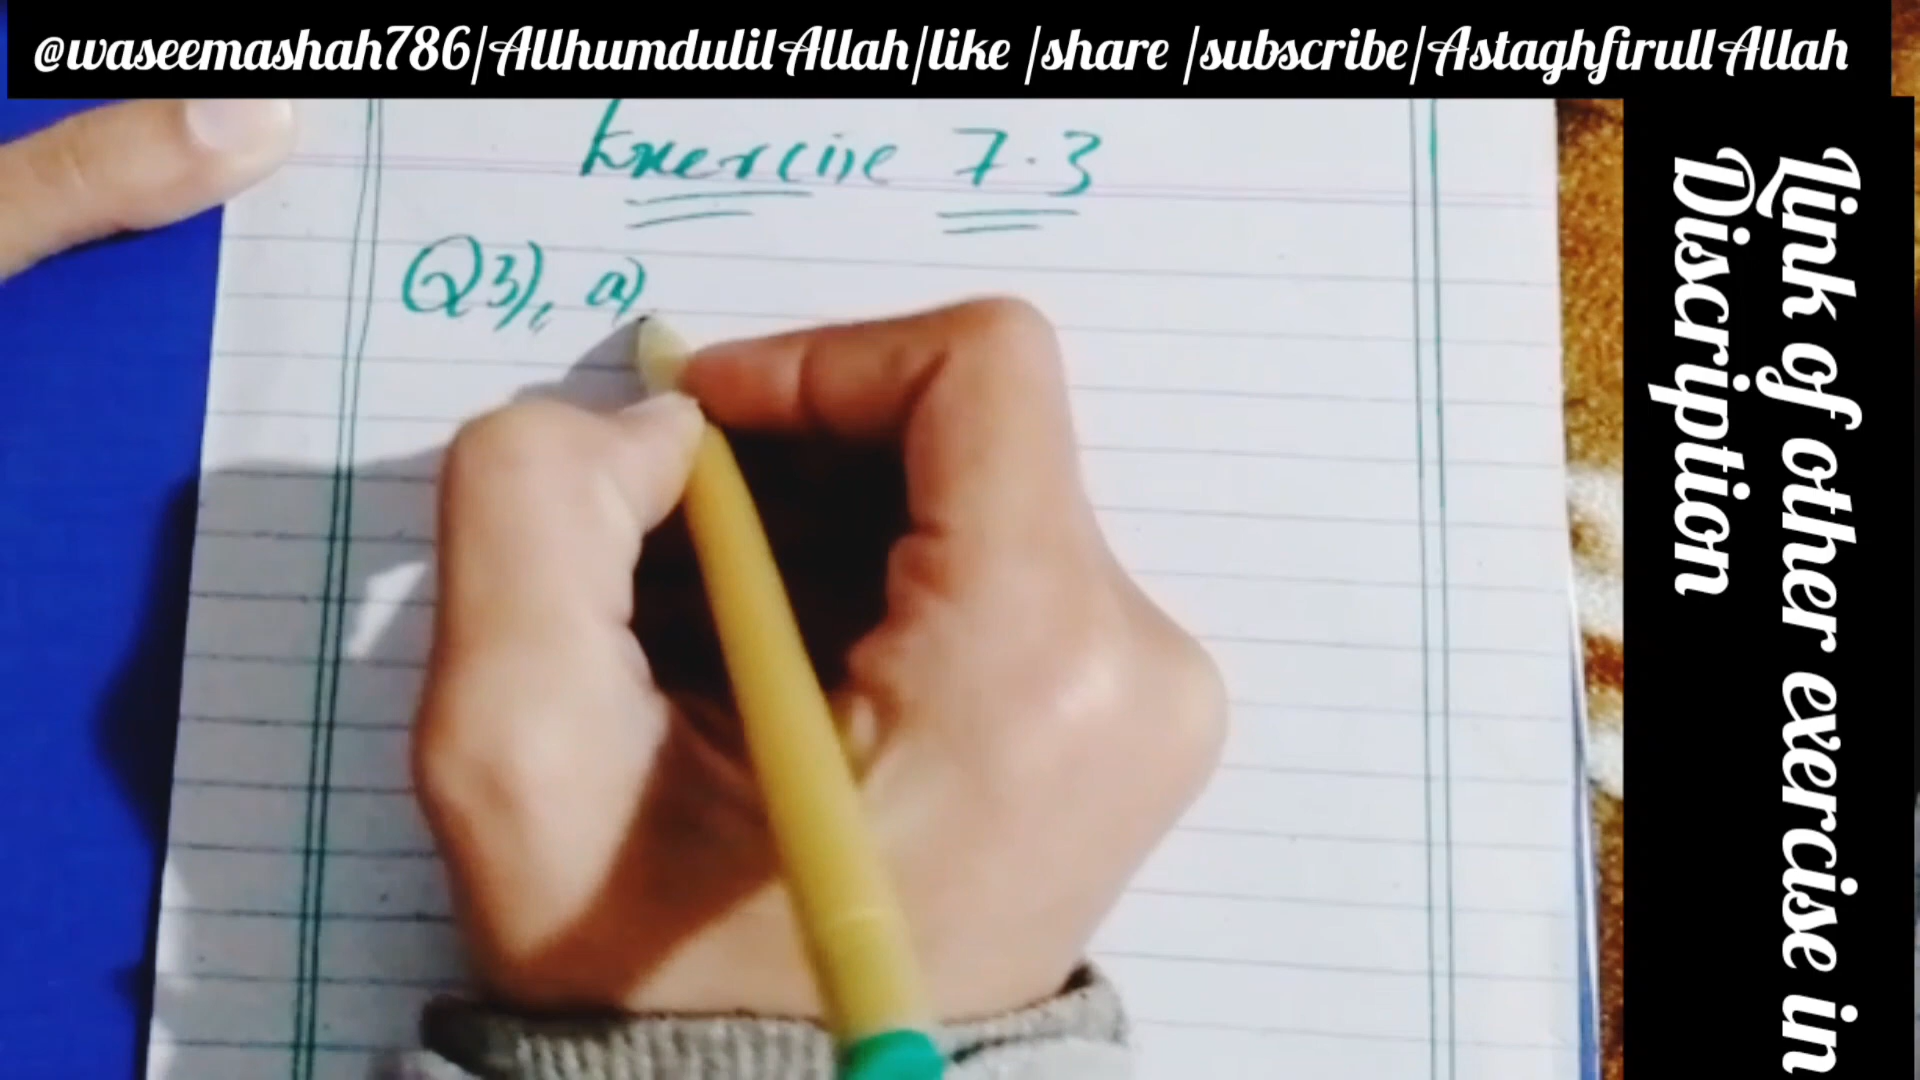 @waseemashah786/AllhumdulilAllah/like /share /subscribe/AstaghfirullAllah
Exercise 7.3
Q3), a)
Link of other exercise in
Discription